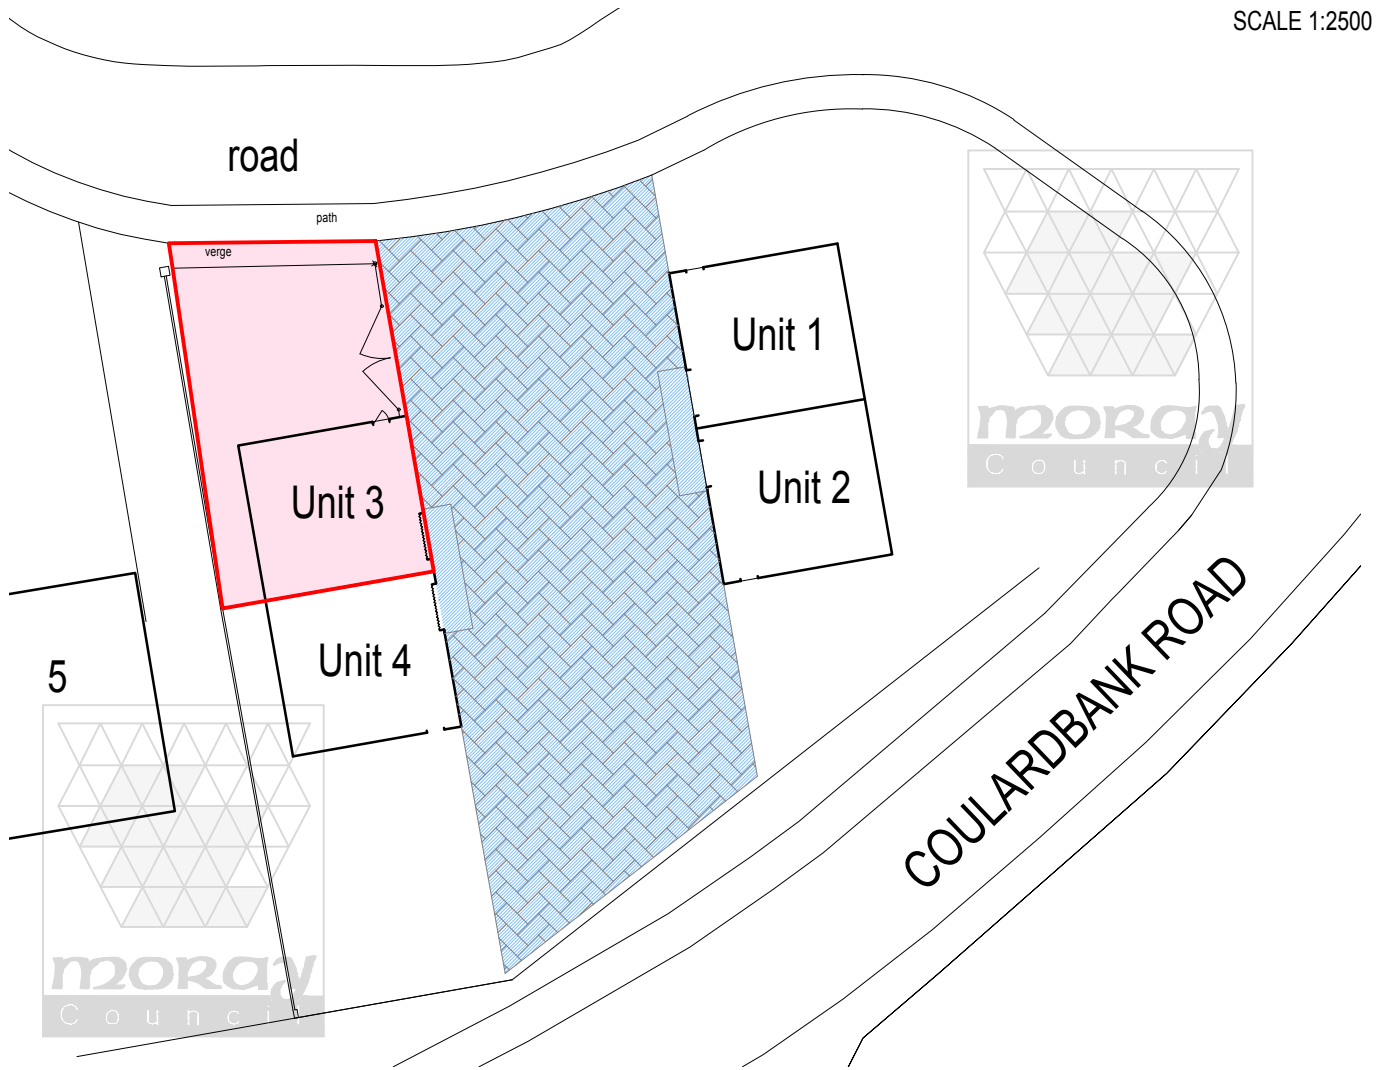 SCALE 1:2500
road
path
verge
Unit 1
Unit 2
Unit 3
Unit 4
5
COULARDBANK ROAD
moray
Council
moray
Council